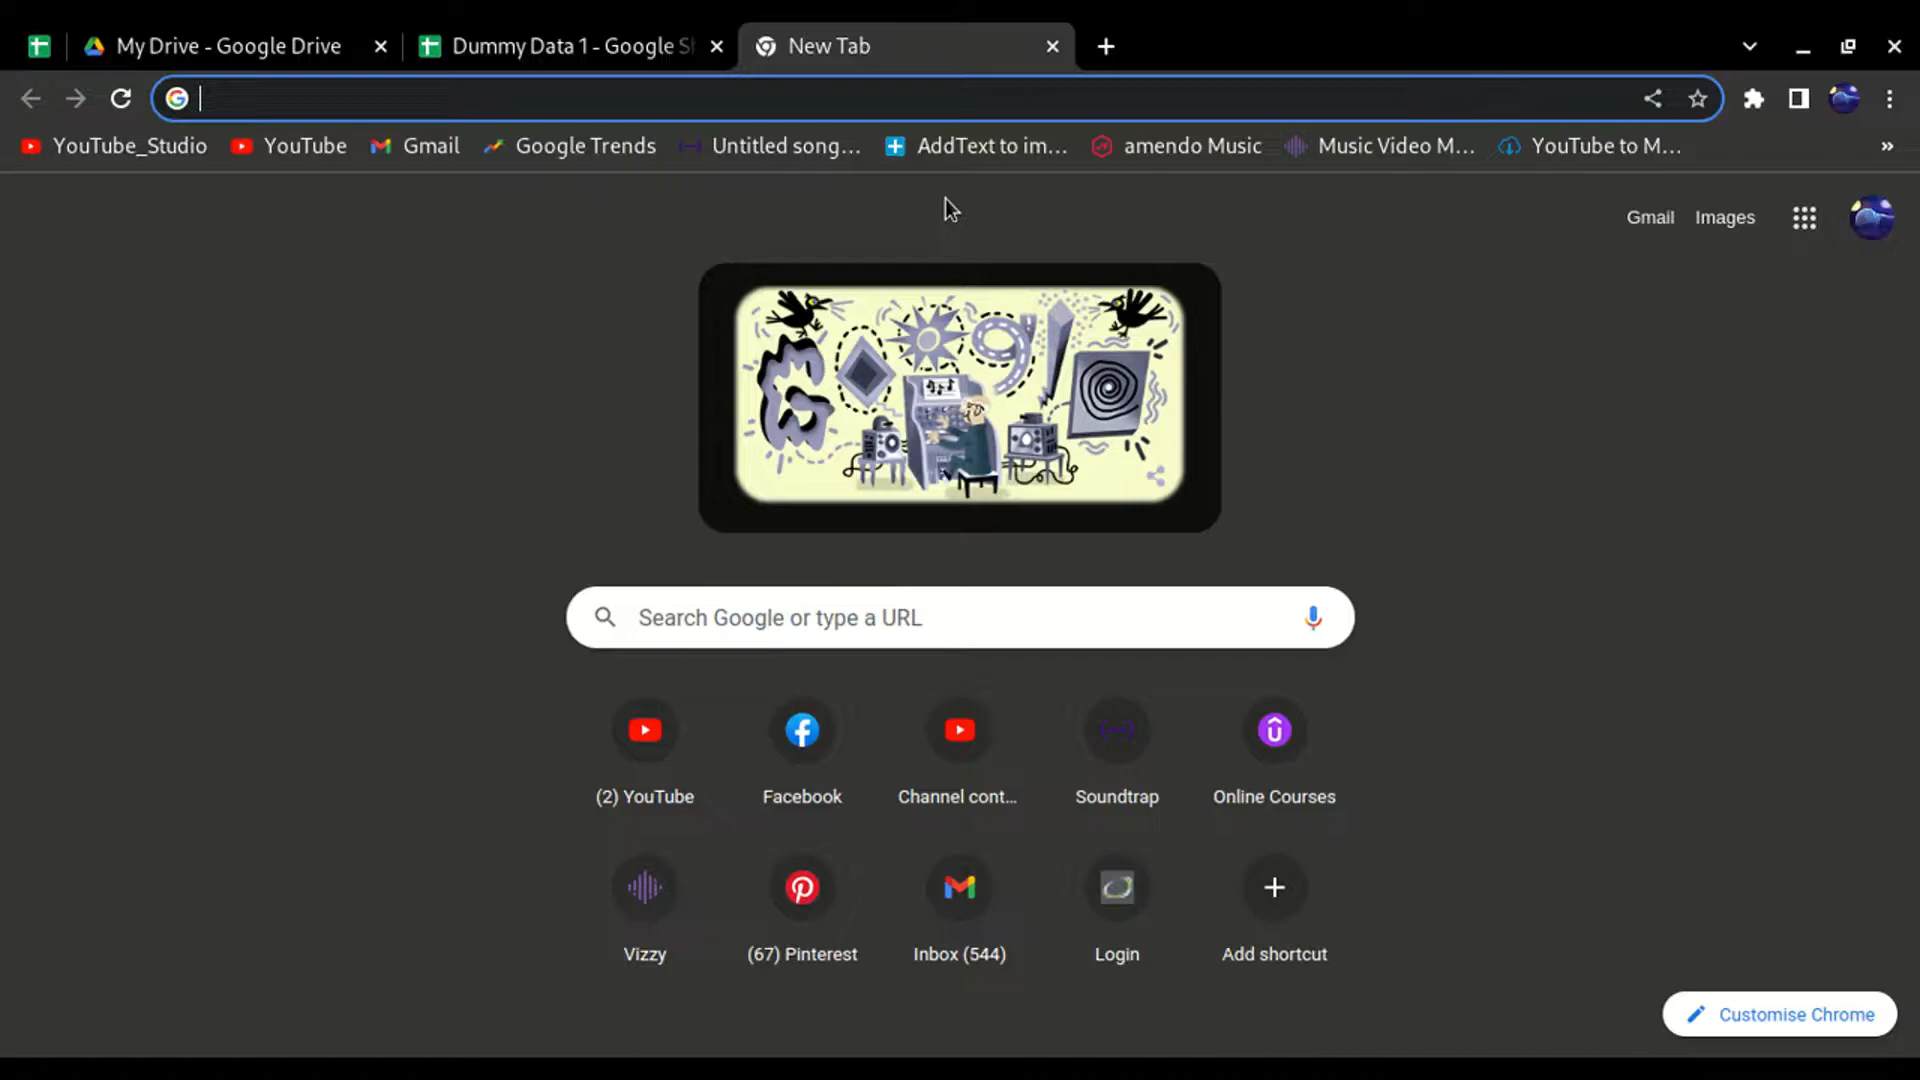 My Drive - Google Drive
Dummy Data 1 - Google S
New Tab
YouTube_Studio
YouTube
Gmail
Google Trends
Untitled song...
AddText to im...
amendo Music
Music Video M...
YouTube to M...
Gmail
Images
Search Google or type a URL
(2) YouTube
Facebook
Channel cont...
Soundtrap
Online Courses
Vizzy
(67) Pinterest
Inbox (544)
Login
Add shortcut
Customise Chrome